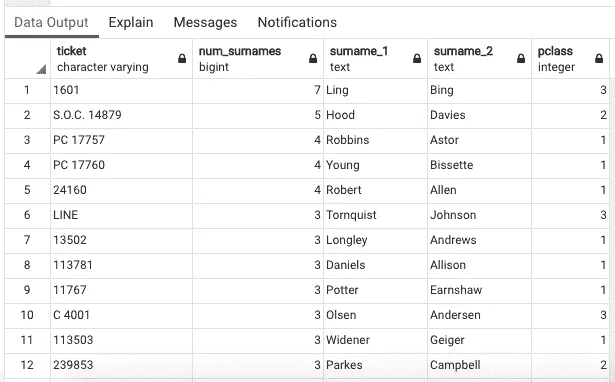 Data Output Explain Messages Notifications
ticket num_surnames surname_1 surname_2 pclass
character varying bigint text text integer
1 1601 7 Ling Bing 3
2 S.O.C. 14879 5 Hood Davies 2
3 PC 17757 4 Robbins Astor 1
4 PC 17760 4 Young Bissette 1
5 24160 4 Robert Allen 1
6 LINE 3 Tornquist Johnson 3
7 13502 3 Longley Andrews 1
8 113781 3 Daniels Allison 1
9 11767 3 Potter Earnshaw 1
10 C 4001 3 Olsen Andersen 3
11 113503 3 Widener Geiger 1
12 239853 3 Parkes Campbell 2